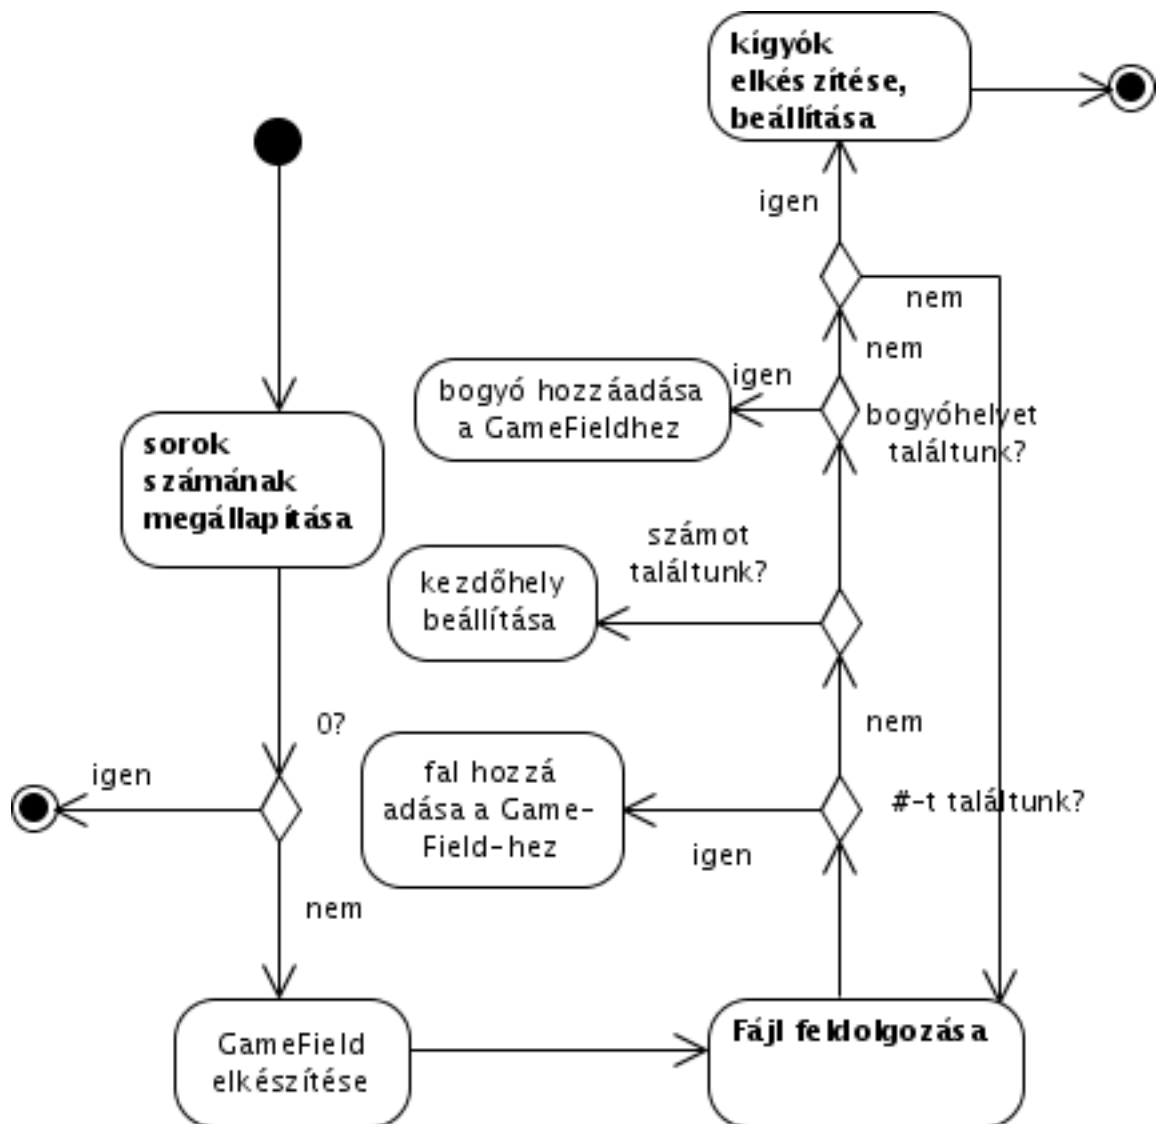 kígyók
elkészítése,
beállítása
igen
nem
nem
igen
bogyó hozzáadása
a GameFieldhez
bogyóhelyet
találtunk?
sorok
számának
megállapítása
számot
találtunk?
kezdőhely
beállítása
0?
nem
igen
fal hozzá
adása a Game-
Field-hez
#-t találtunk?
igen
nem
GameField
elkészítése
Fájl feldolgozása